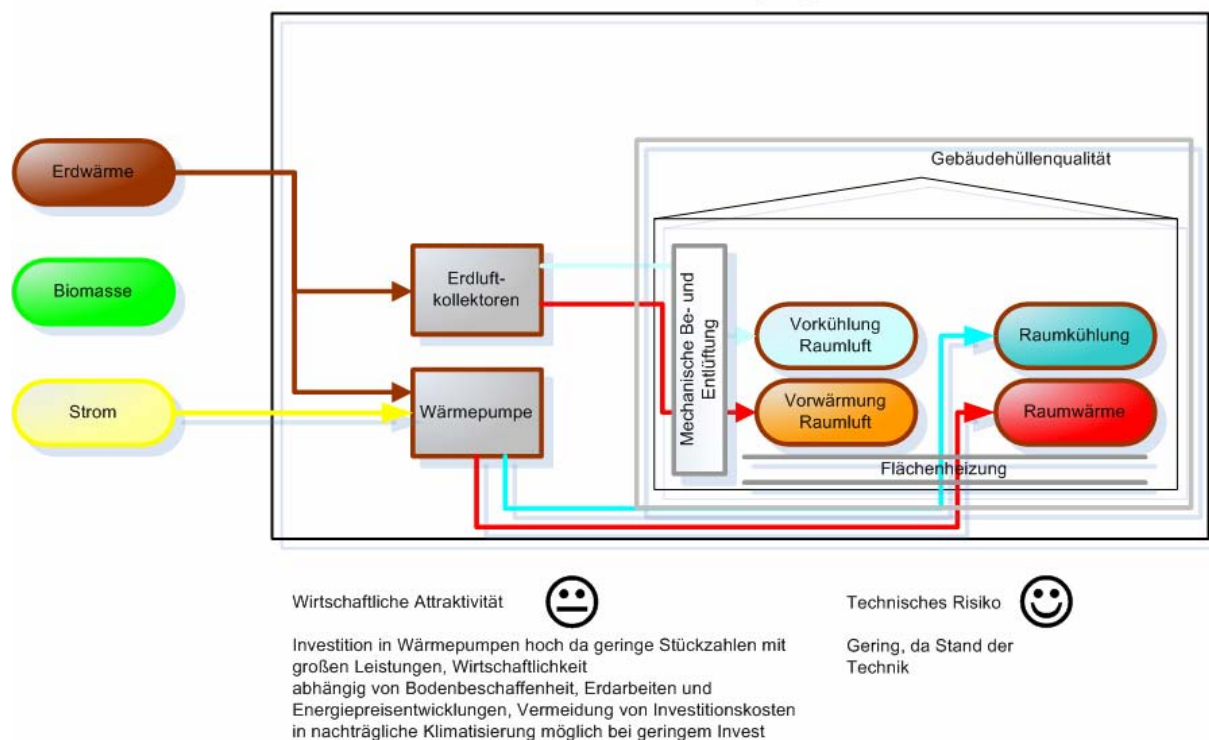 Erdwärme
Gebäudehüllenqualität
Erdluft-
kollektoren
Biomasse
Mechanische Be- und
Entlüftung
Vorkühlung
Raumluft
Raumkühlung
Strom
Wärmepumpe
Vorwärmung
Raumluft
Raumwärme
Flächenheizung
Wirtschaftliche Attraktivität
Investition in Wärmepumpen hoch da geringe Stückzahlen mit
großen Leistungen, Wirtschaftlichkeit
abhängig von Bodenbeschaffenheit, Erdarbeiten und
Energiepreisentwicklungen, Vermeidung von Investitionskosten
in nachträgliche Klimatisierung möglich bei geringem Invest
Technisches Risiko
Gering, da Stand der
Technik